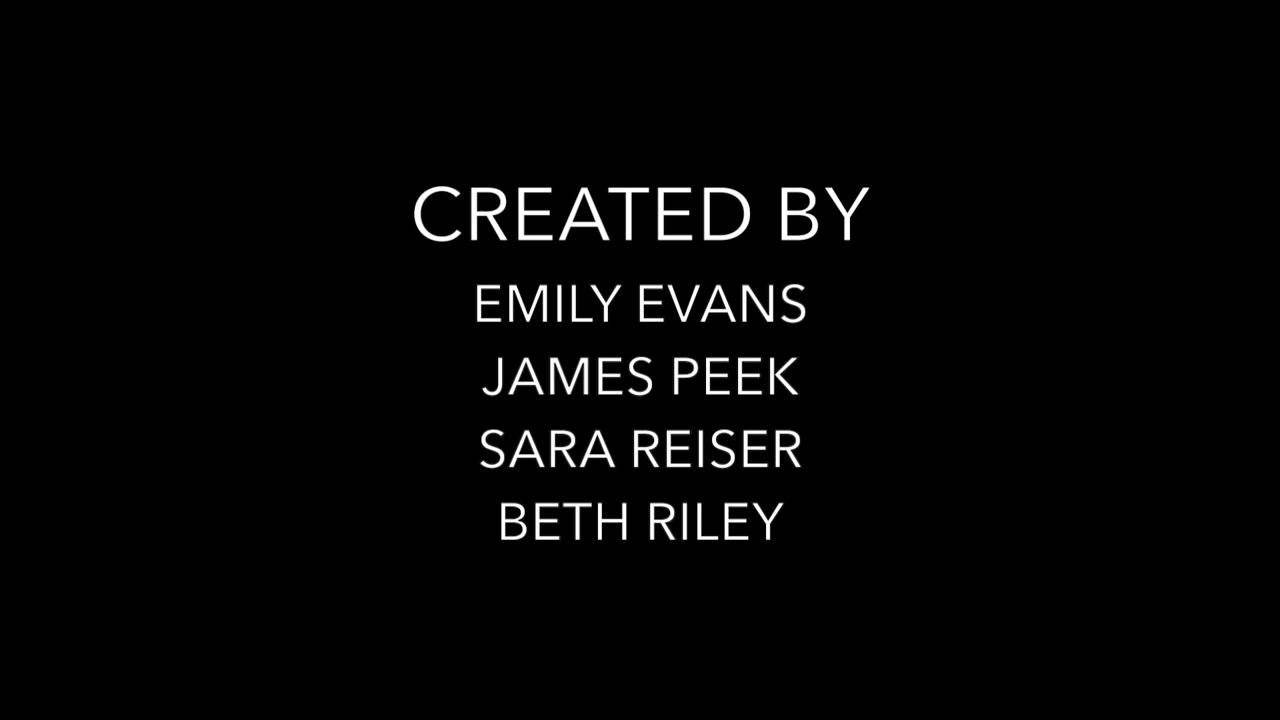 CREATED BY
EMILY EVANS
JAMES PEEK
SARA REISER
BETH RILEY